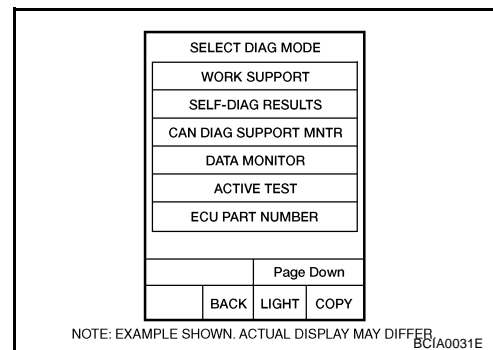 SELECT DIAG MODE
WORK SUPPORT
SELF-DIAG RESULTS
CAN DIAG SUPPORT MNTR
DATA MONITOR
ACTIVE TEST
ECU PART NUMBER
Page Down
BACK LIGHT COPY
NOTE: EXAMPLE SHOWN. ACTUAL DISPLAY MAY DIFFER.
BCIA0031E